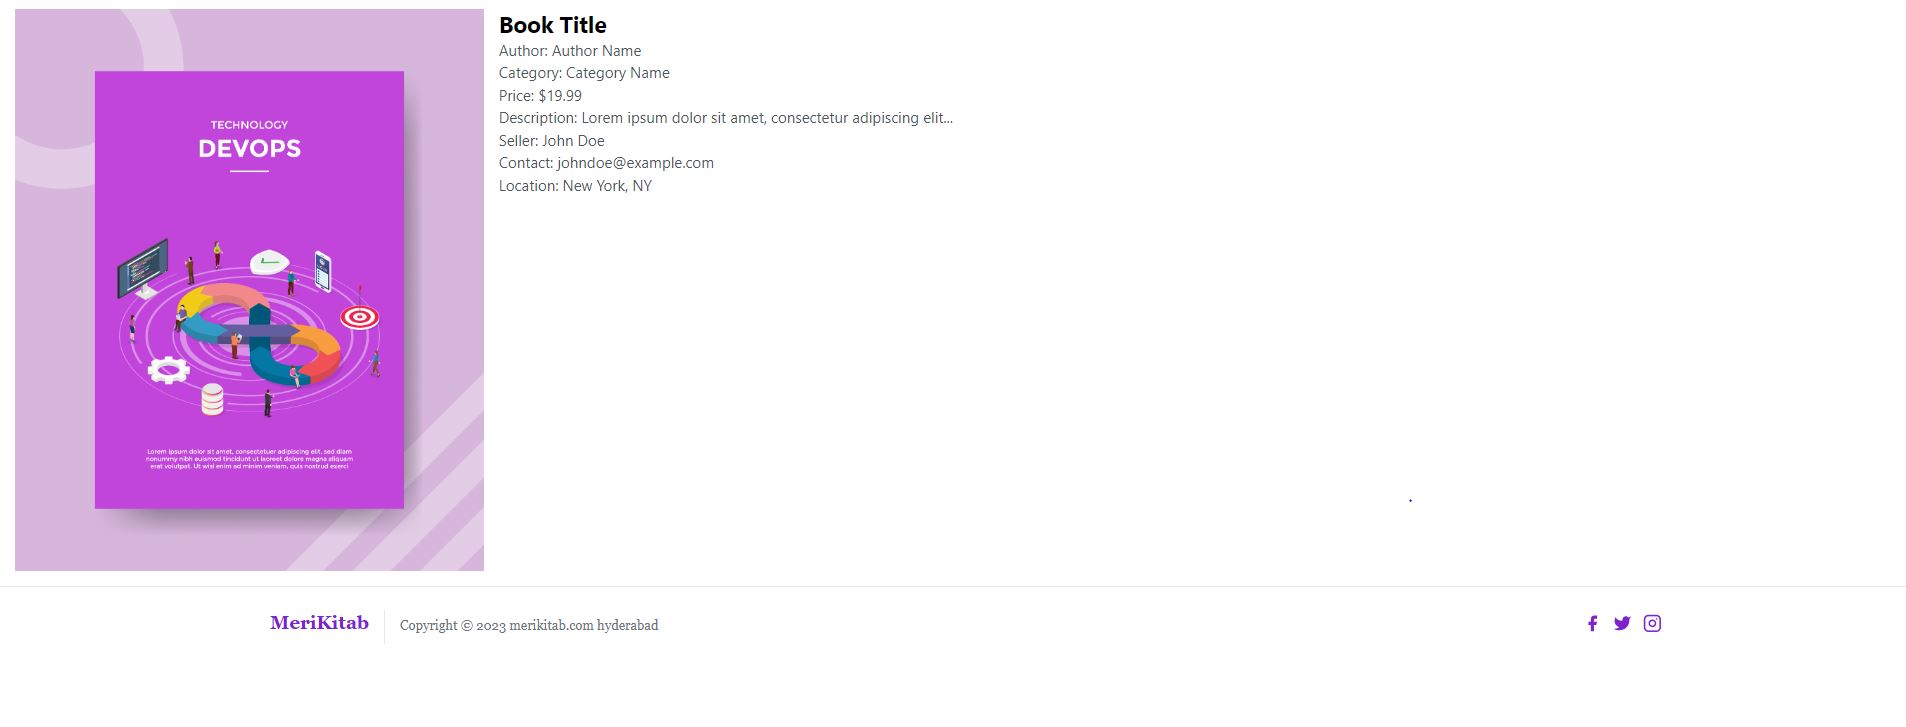 TECHNOLOGY
DEVOPS
Lorem ipsum dolor sit amet, consectetuer adipiscing elit, sed diam
nonummy nibh euismod tincidunt ut laoreet dolore magna aliquam
erat volutpat. Ut wisi enim ad minim veniam, quis nostrud exerci
Book Title
Author: Author Name
Category: Category Name
Price: $19.99
Description: Lorem ipsum dolor sit amet, consectetur adipiscing elit...
Seller: John Doe
Contact: johndoe@example.com
Location: New York, NY
MeriKitab
Copyright © 2023 merikitab.com hyderabad